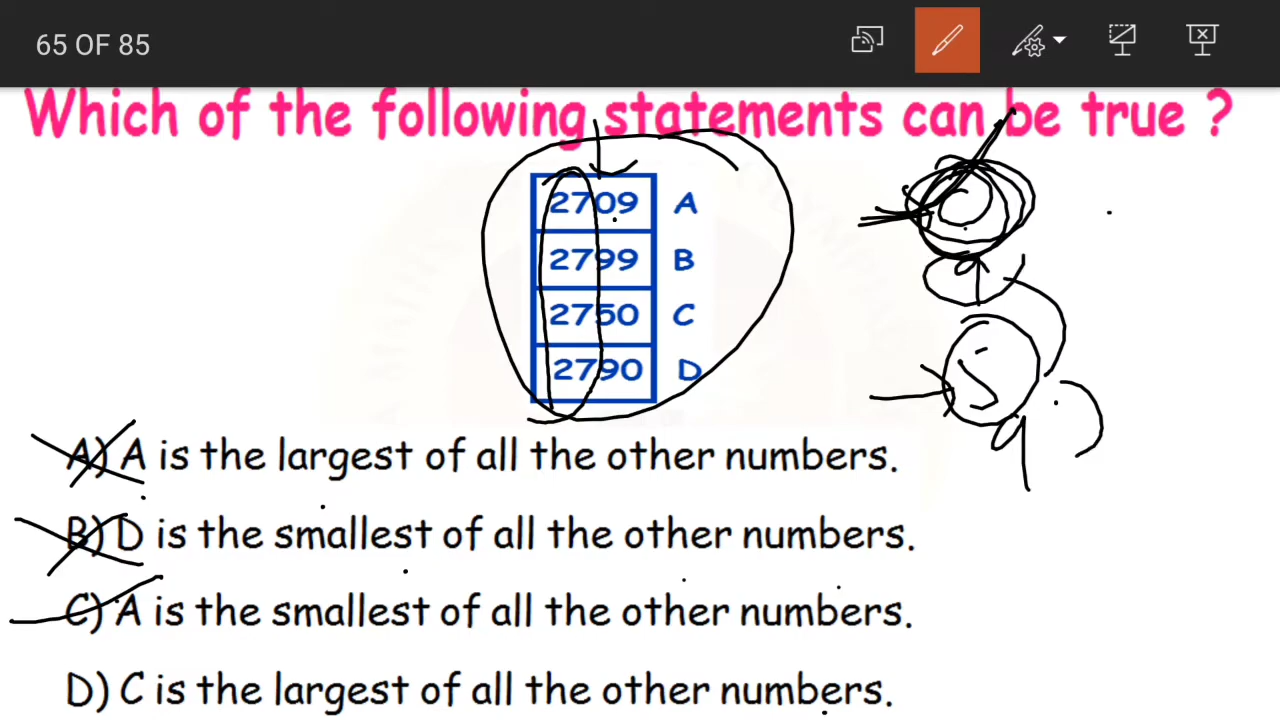 65 OF 85
Which of the following statements can be true ?
2709 A
2799 B
2750 C
2790 D
A) A is the largest of all the other numbers.
B) D is the smallest of all the other numbers.
C) A is the smallest of all the other numbers.
D) C is the largest of all the other numbers.